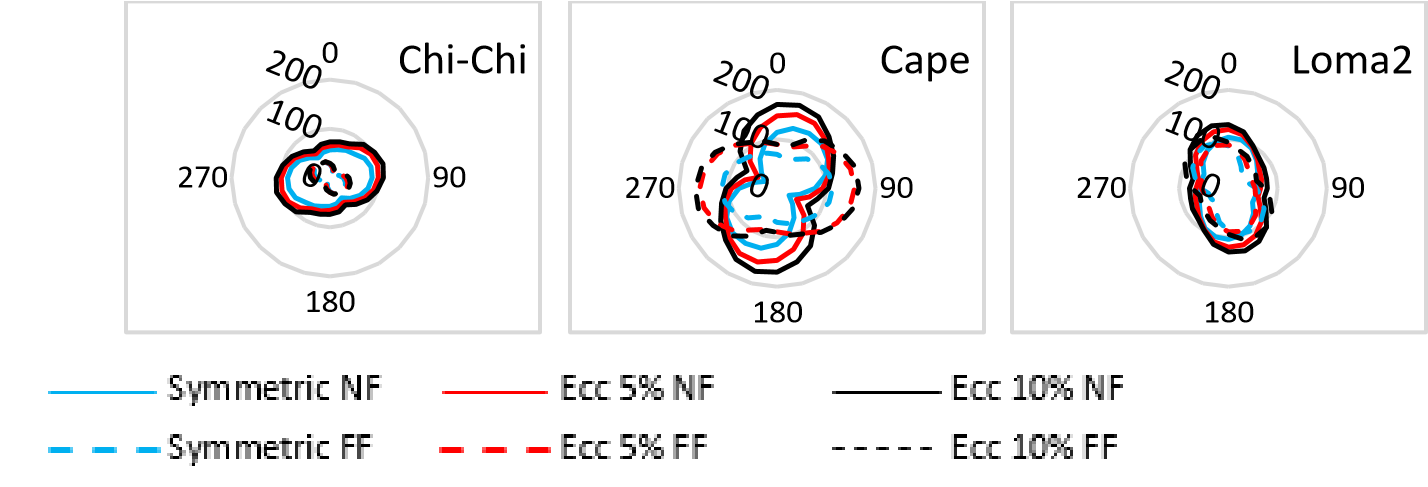 Chi-Chi
0
200
100
0
270
90
180
Cape
0
200
100
0
270
90
180
Loma2
0
200
100
0
270
90
180
Symmetric NF
Ecc 5% NF
Ecc 10% NF
Symmetric FF
Ecc 5% FF
Ecc 10% FF